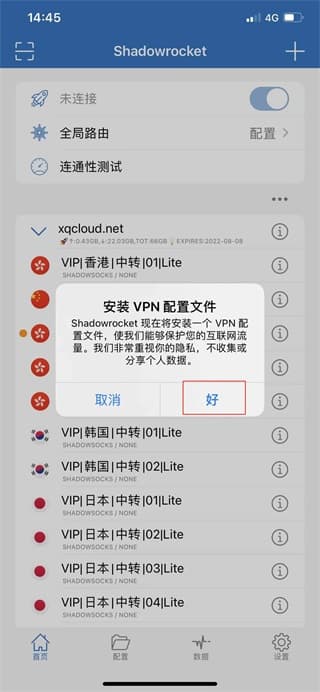 14:45
4G
Shadowrocket
未连接
全局路由
配置
连通性测试
xqcloud.net
🚀↑:0.43GB,↓:22.03GB,TOT:66GB💡EXPIRES:2022-08-08
VIP|香港|中转|01|Lite
SHADOWSOCKS / NONE
安装 VPN 配置文件
Shadowrocket 现在将安装一个 VPN 配
置文件，使我们能够保护您的互联网流
量。我们非常重视你的隐私，不收集或
分享个人数据。
取消
好
VIP|韩国|中转|01|Lite
SHADOWSOCKS / NONE
VIP|韩国|中转|02|Lite
SHADOWSOCKS / NONE
VIP|日本|中转|01|Lite
SHADOWSOCKS / NONE
VIP|日本|中转|02|Lite
SHADOWSOCKS / NONE
VIP|日本|中转|03|Lite
SHADOWSOCKS / NONE
VIP|日本|中转|04|Lite
SHADOWSOCKS / NONE
首页
配置
数据
设置